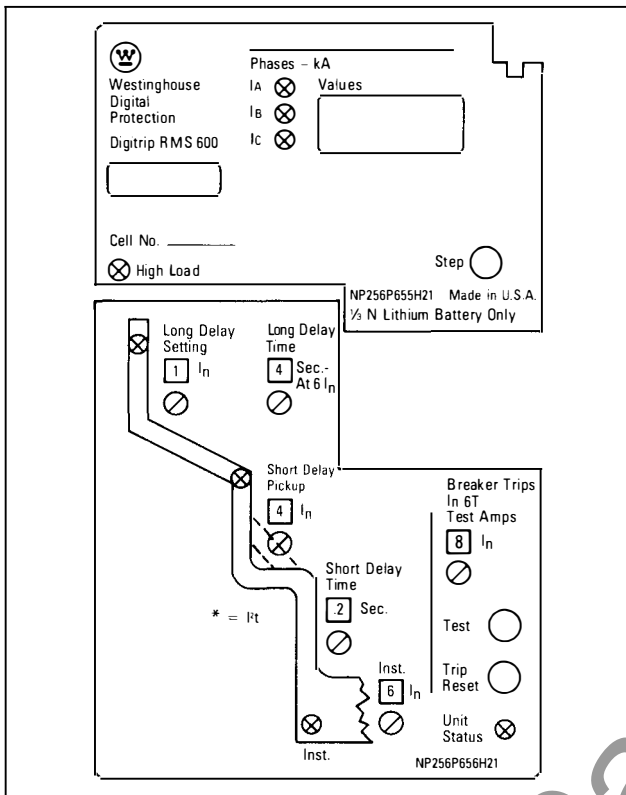 W
Westinghouse
Digital
Protection
Digitrip RMS 600
Phases – kA
IA Values
IB
IC
Cell No.
High Load
Step
NP256P655H21 Made in U.S.A.
⅓ N Lithium Battery Only
Long Delay
Setting
1 In
Long Delay
Time
4 Sec.-
At 6 In
Short Delay
Pickup
4 In
Short Delay
Time
.2 Sec.
* = I²t
Inst.
6 In
Inst.
Breaker Trips
In 6T
Test Amps
8 In
Test
Trip
Reset
Unit
Status
NP256P656H21